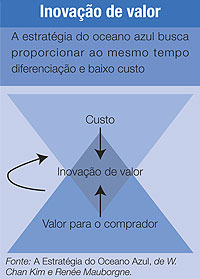 Inovação de valor
A estratégia do oceano azul busca
proporcionar ao mesmo tempo
diferenciação e baixo custo
Custo
Inovação de valor
Valor para o comprador
Fonte: A Estratégia do Oceano Azul, de W.
Chan Kim e Renée Mauborgne.